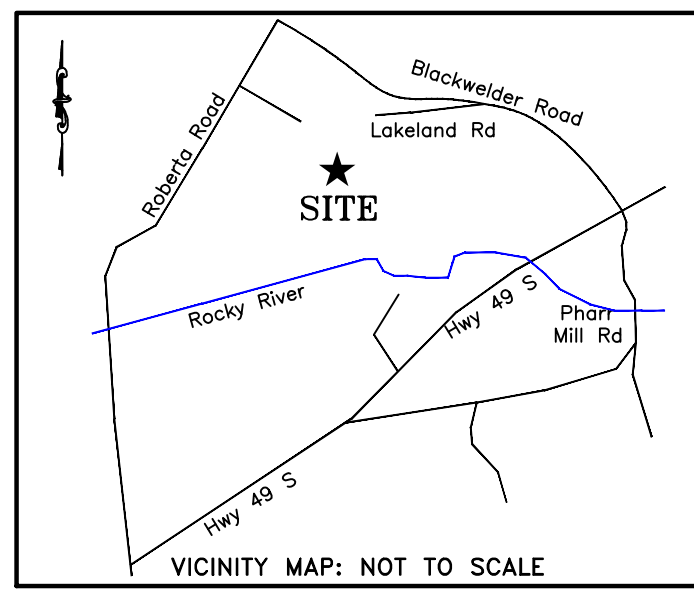 Blackwelder Road
Lakeland Rd
Roberta Road
SITE
Rocky River
Hwy 49 S
Pharr
Mill Rd
Hwy 49 S
VICINITY MAP: NOT TO SCALE